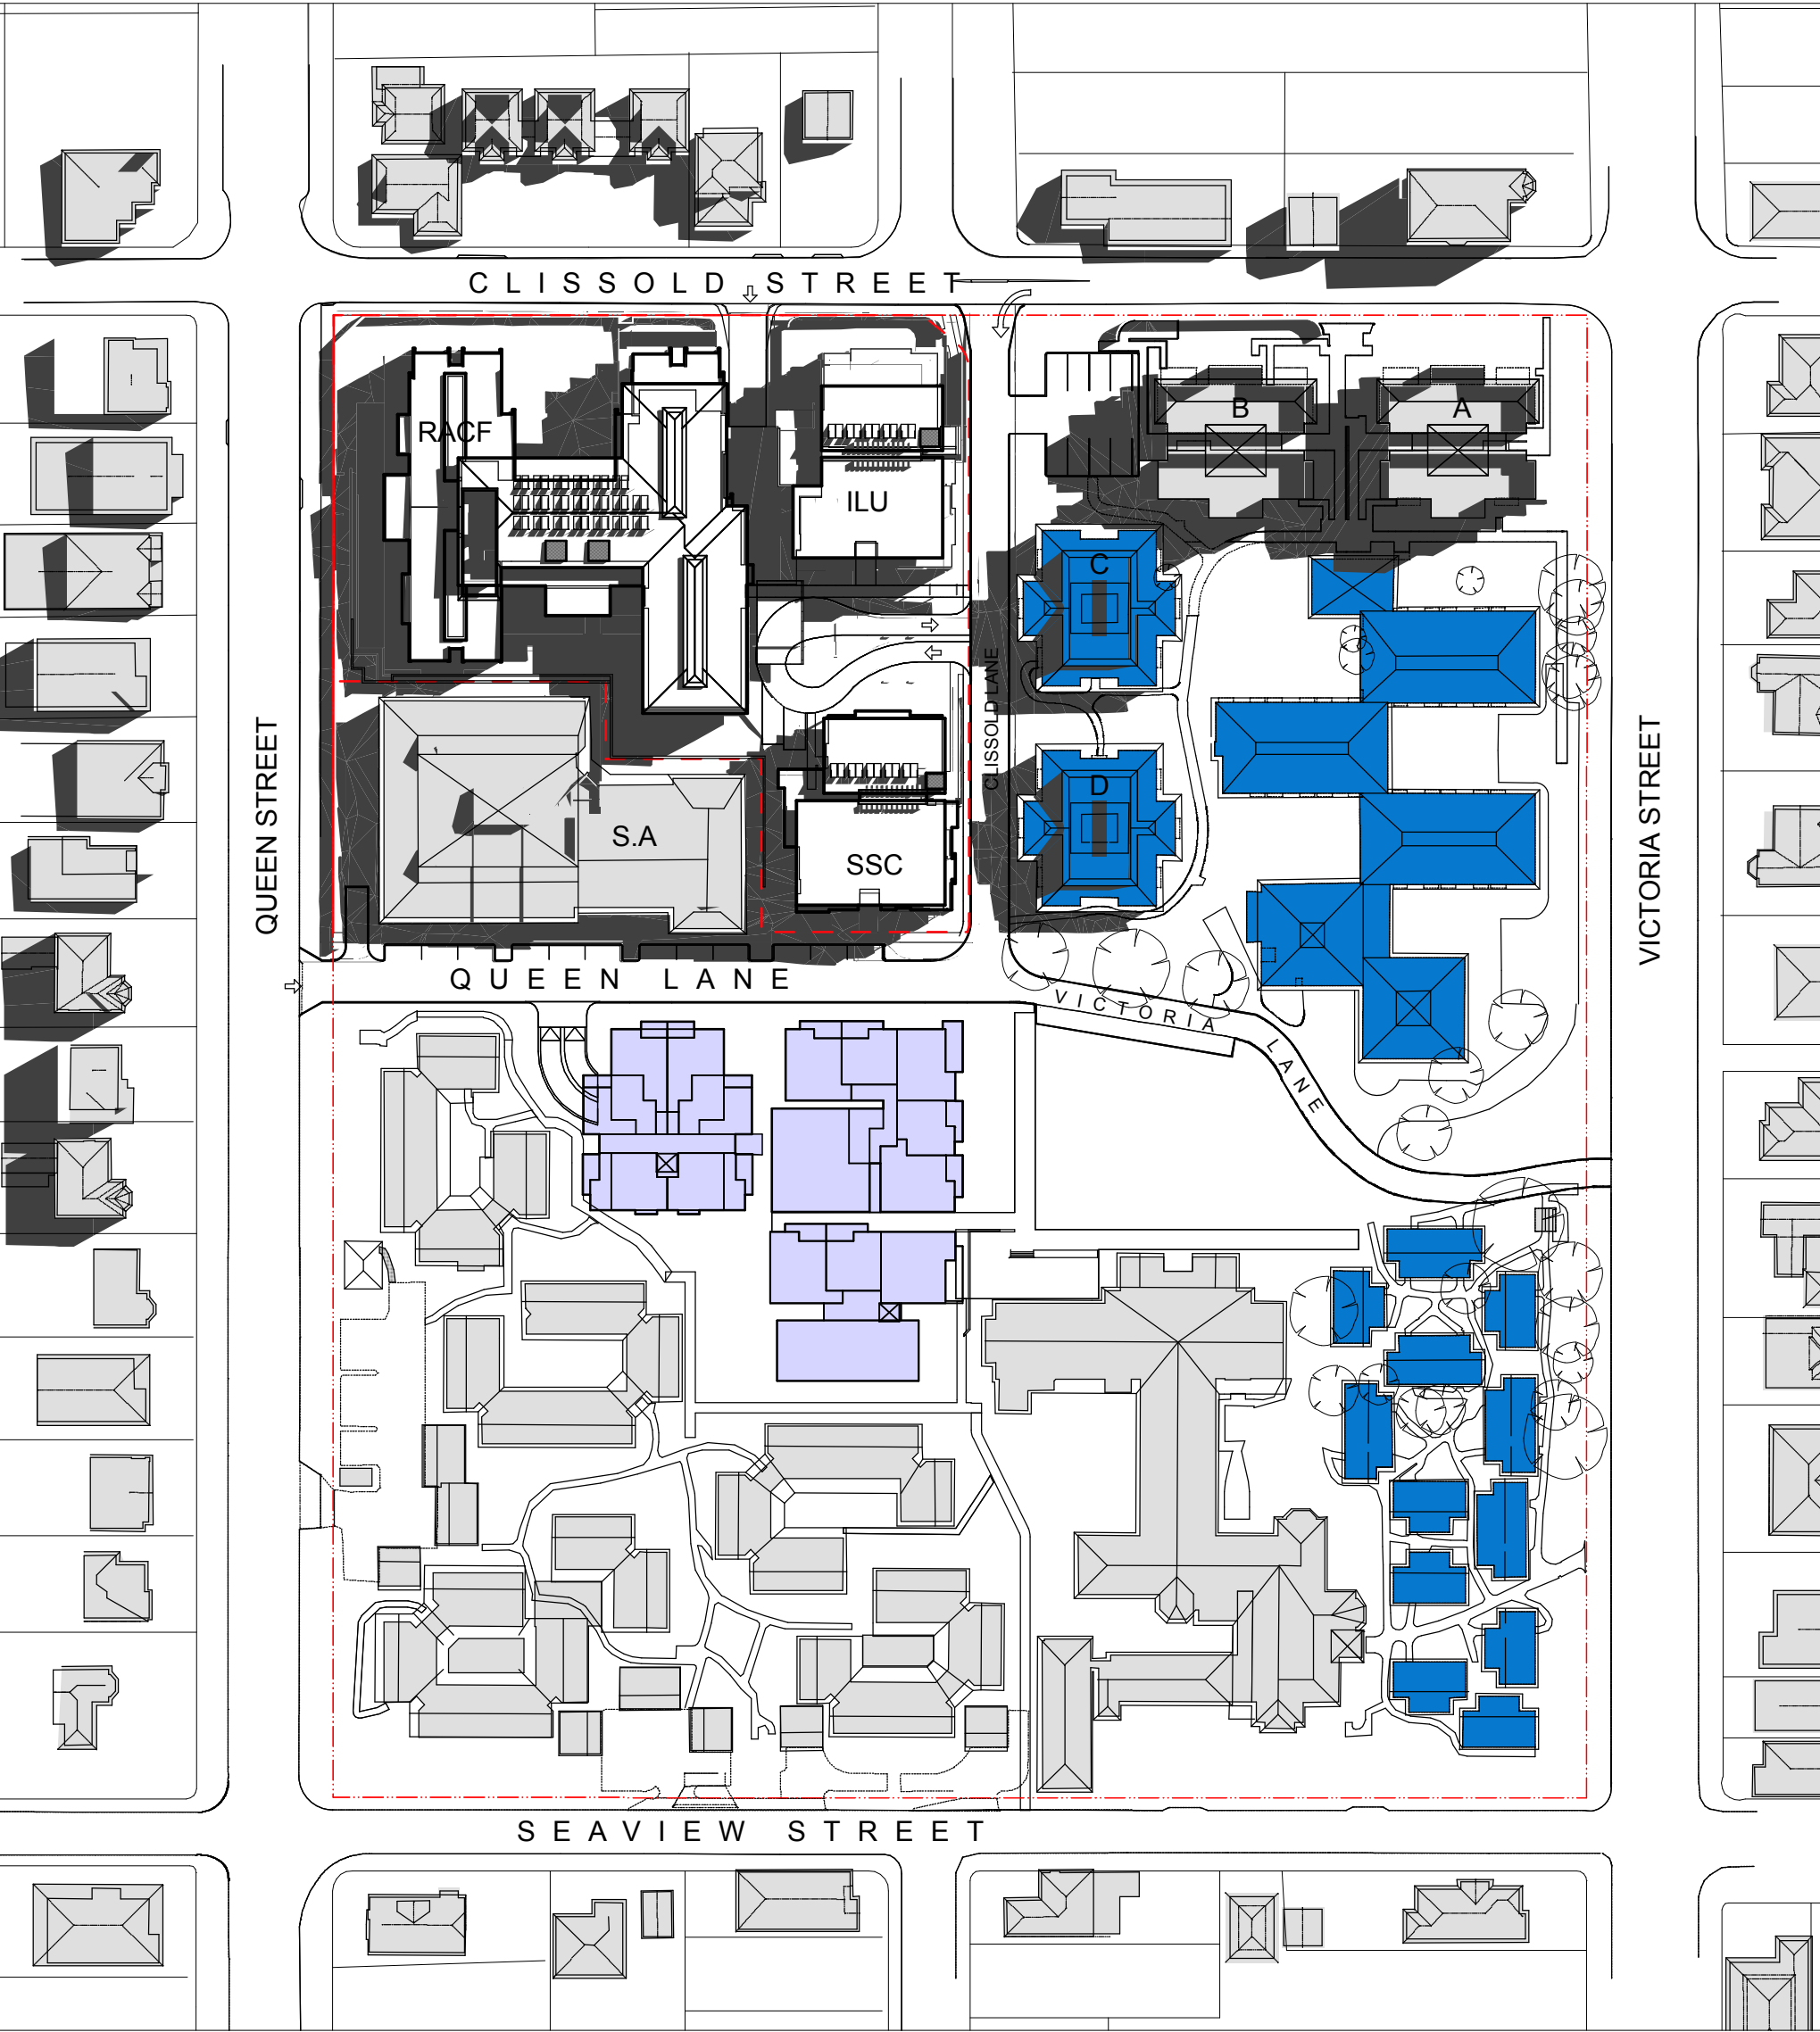 CLISSOLD STREET
B
A
RACF
ILU
C
CLISSOLD LANE
QUEEN STREET
VICTORIA STREET
D
S.A
SSC
QUEEN LANE
VICTORIA LANE
SEAVIEW STREET